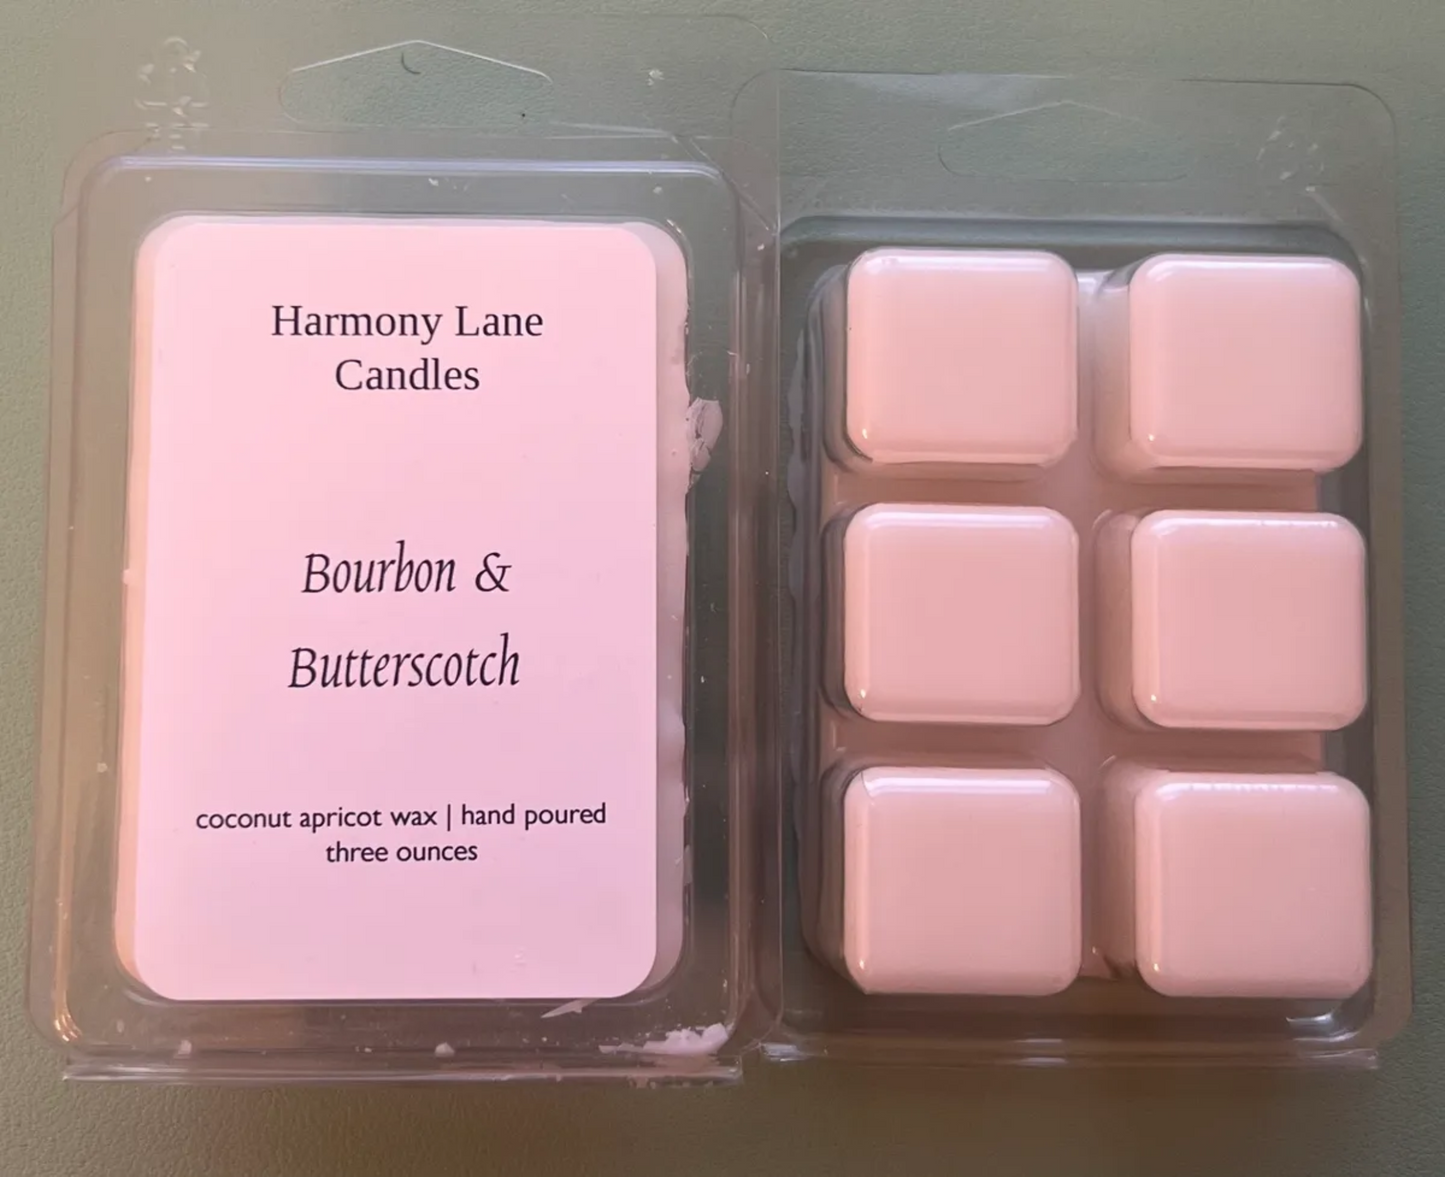 Harmony Lane
Candles
Bourbon &
Butterscotch
coconut apricot wax | hand poured
three ounces